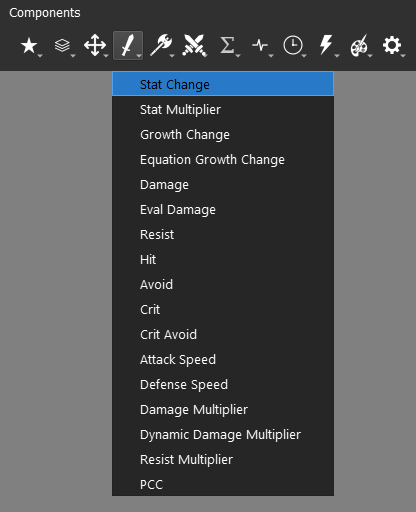 Components
Stat Change
Stat Multiplier
Growth Change
Equation Growth Change
Damage
Eval Damage
Resist
Hit
Avoid
Crit
Crit Avoid
Attack Speed
Defense Speed
Damage Multiplier
Dynamic Damage Multiplier
Resist Multiplier
PCC